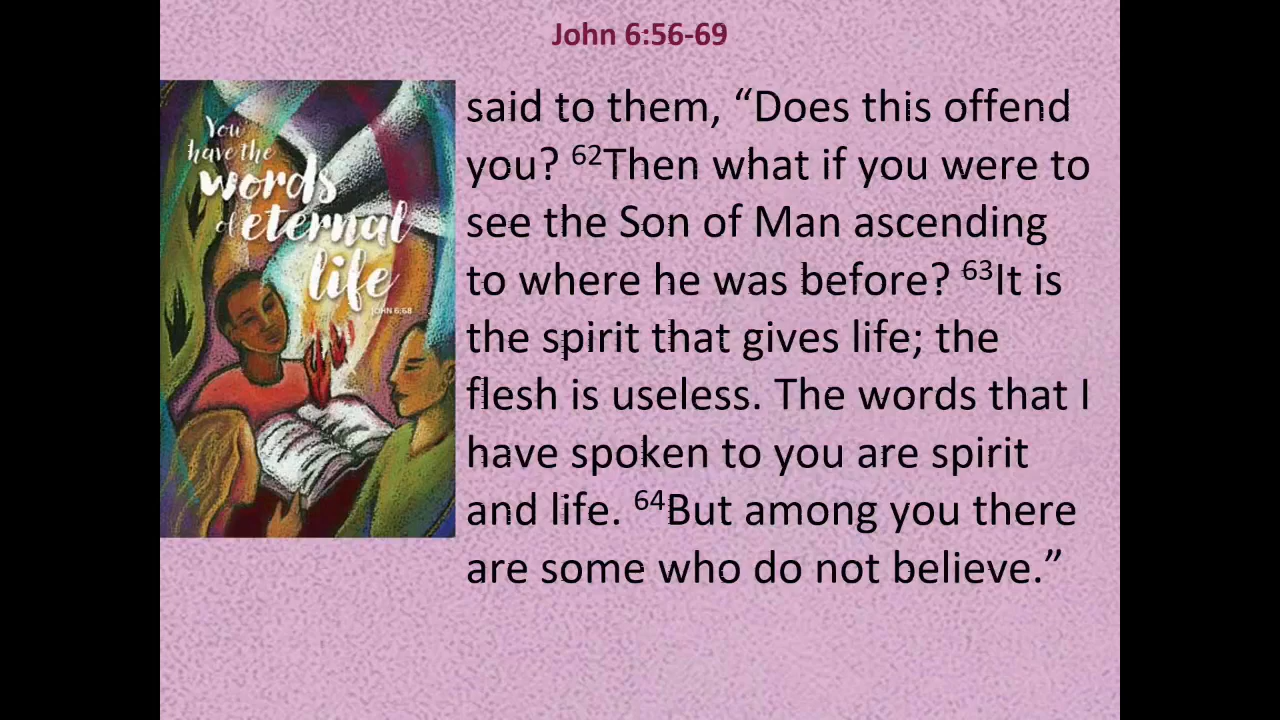 John 6:56-69
You
have the
words
of eternal
life
JOHN 6:68
said to them, “Does this offend
you? ⁶²Then what if you were to
see the Son of Man ascending
to where he was before? ⁶³It is
the spirit that gives life; the
flesh is useless. The words that I
have spoken to you are spirit
and life. ⁶⁴But among you there
are some who do not believe.”